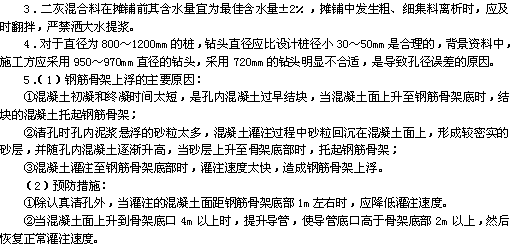 3.二灰混合料在摊铺前其含水量宜为最佳含水量±2%，摊铺中发生粗、细集料离析时，应及
时翻拌，严禁洒大水提浆。
4.对于直径为800～1200mm的桩，钻头直径应比设计桩径小30～50mm是合理的，背景资料中，
施工方应采用950～970mm直径的钻头，采用720mm的钻头明显不合适，是导致孔径误差的原因。
5.(1)钢筋骨架上浮的主要原因：
①混凝土初凝和终凝时间太短，是孔内混凝土过早结块，当混凝土面上升至钢筋骨架底时，结
块的混凝土托起钢筋骨架；
②清孔时孔内泥浆悬浮的砂粒太多，混凝土灌注过程中砂粒回沉在混凝土面上，形成较密实的
砂层，并随孔内混凝土逐渐升高，当砂层上升至骨架底部时，托起钢筋骨架；
③混凝土灌注至钢筋骨架底部时，灌注速度太快，造成钢筋骨架上浮。
(2)预防措施：
①除认真清孔外，当灌注的混凝土面距钢筋骨架底部1m左右时，应降低灌注速度。
②当混凝土面上升到骨架底口4m以上时，提升导管，使导管底口高于骨架底部2m以上，然后
恢复正常灌注速度。